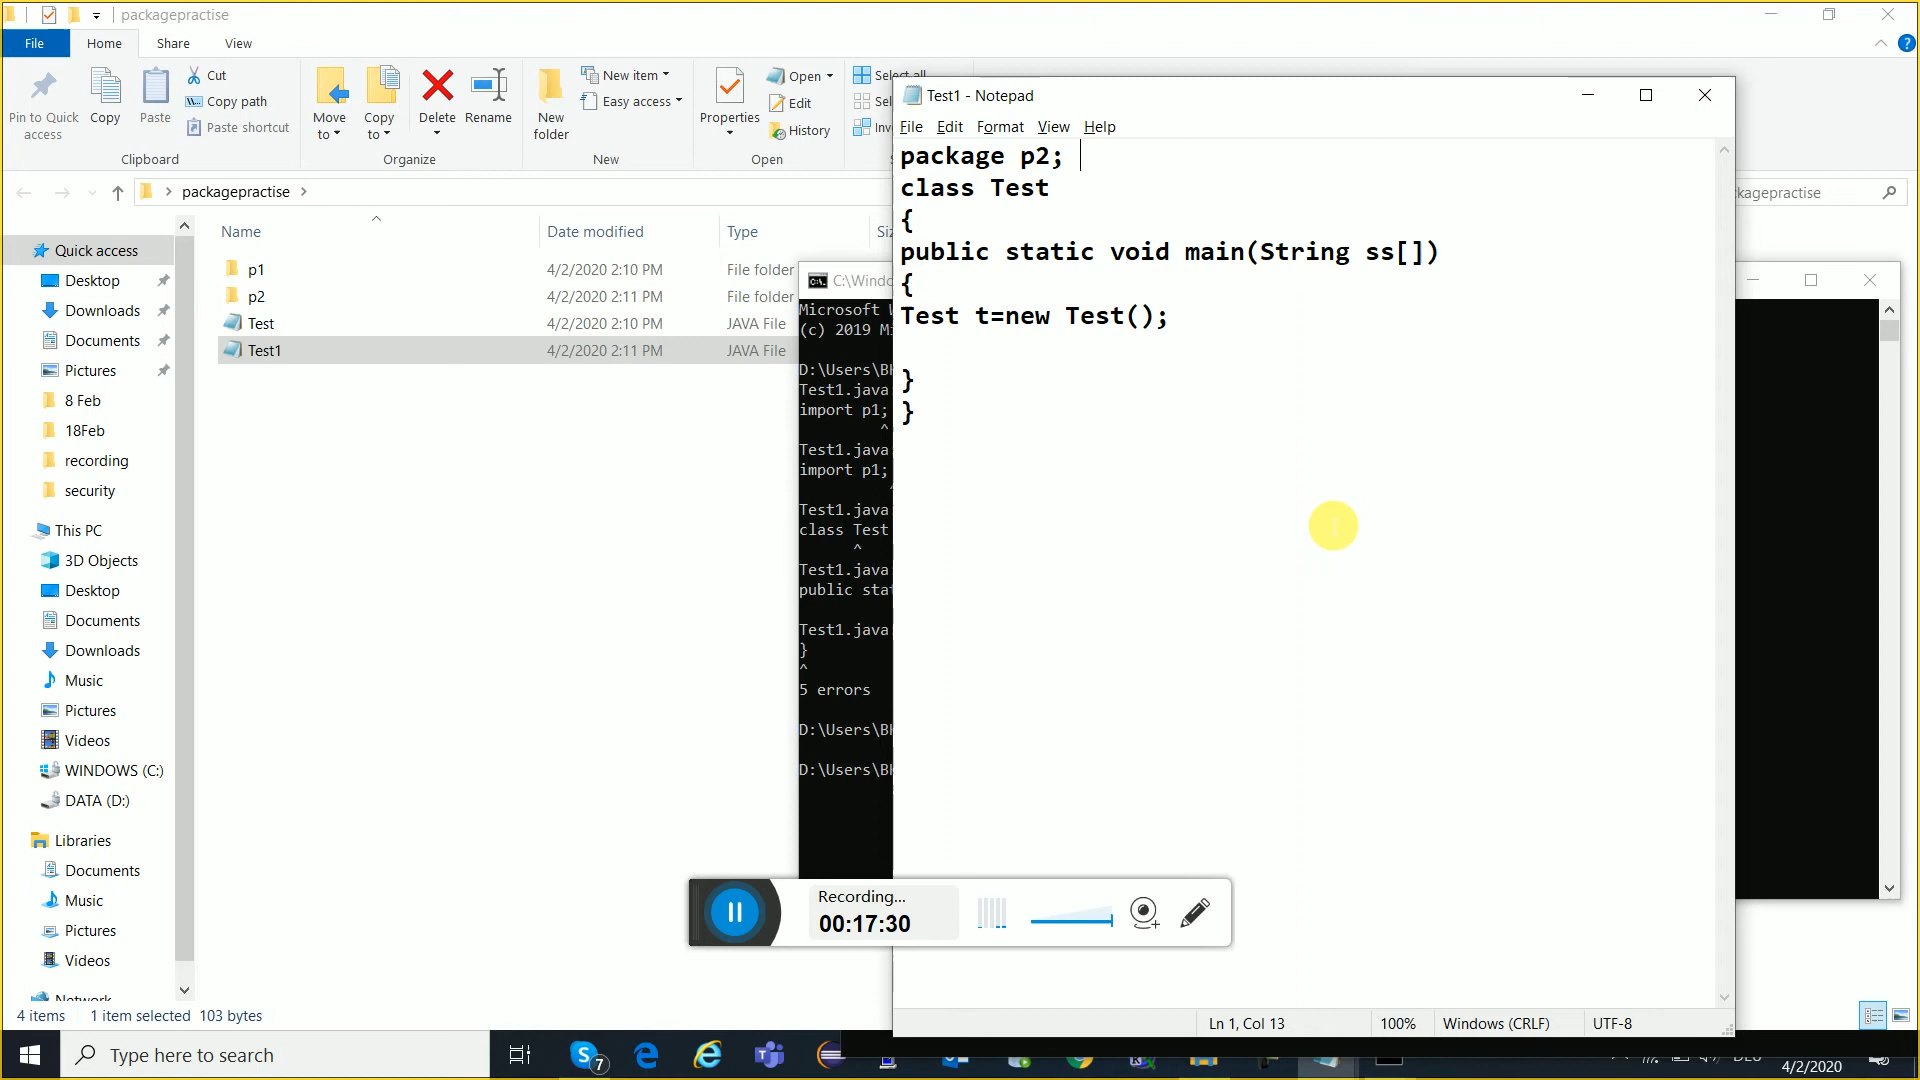 packagepractise
File Home Share View
Pin to Quick access
Copy
Paste
Cut
Copy path
Paste shortcut
Clipboard
Move to
Copy to
Delete
Rename
Organize
New folder
New item
Easy access
New
Properties
Open
Edit
History
Open
Select all
packagepractise
Name Date modified Type
p1 4/2/2020 2:10 PM File folder
p2 4/2/2020 2:11 PM File folder
Test 4/2/2020 2:10 PM JAVA File
Test1 4/2/2020 2:11 PM JAVA File
Quick access
Desktop
Downloads
Documents
Pictures
8 Feb
18Feb
recording
security
This PC
3D Objects
Desktop
Documents
Downloads
Music
Pictures
Videos
WINDOWS (C:)
DATA (D:)
Libraries
Documents
Music
Pictures
Videos
Network
4 items 1 item selected 103 bytes
Microsoft
(c) 2019
Test1.java
import p1;
^
Test1.java
import p1;
^
Test1.java
class Test
^
Test1.java
public
Test1.java
}
^
5 errors
Test1 - Notepad
File Edit Format View Help
package p2;
class Test
{
public static void main(String ss[])
{
Test t=new Test();
}
}
Recording...
00:17:30
Ln 1, Col 13 100% Windows (CRLF) UTF-8
Type here to search
7
4/2/2020